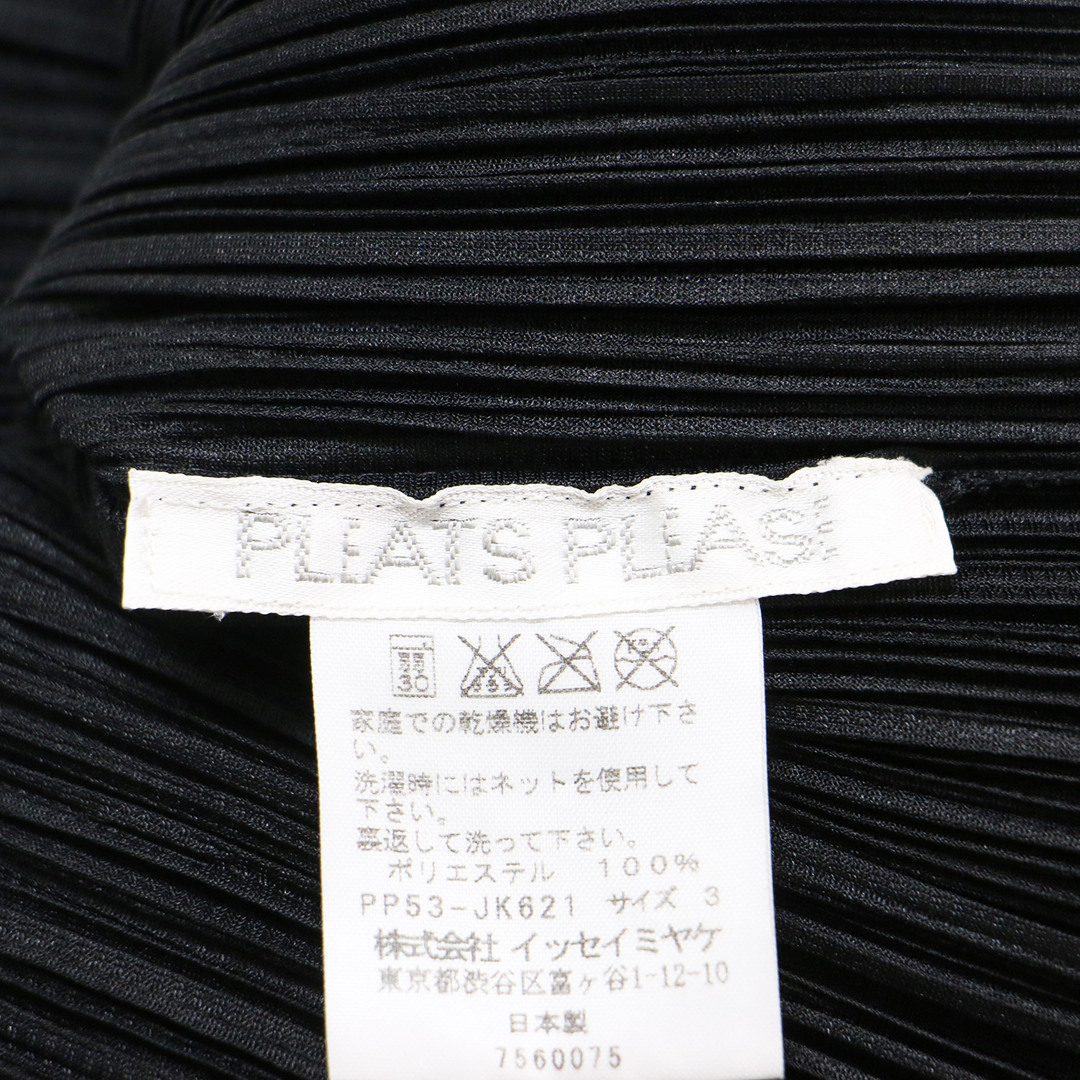 PLEATS PLEASE
30
家庭での乾燥機はお避け下さ
い。
洗濯時にはネットを使用して
下さい。
裏返して洗って下さい。
ポリエステル 100%
PP53-JK621 サイズ 3
株式会社 イッセイミヤケ
東京都渋谷区富ヶ谷1-12-10
日本製
7560075